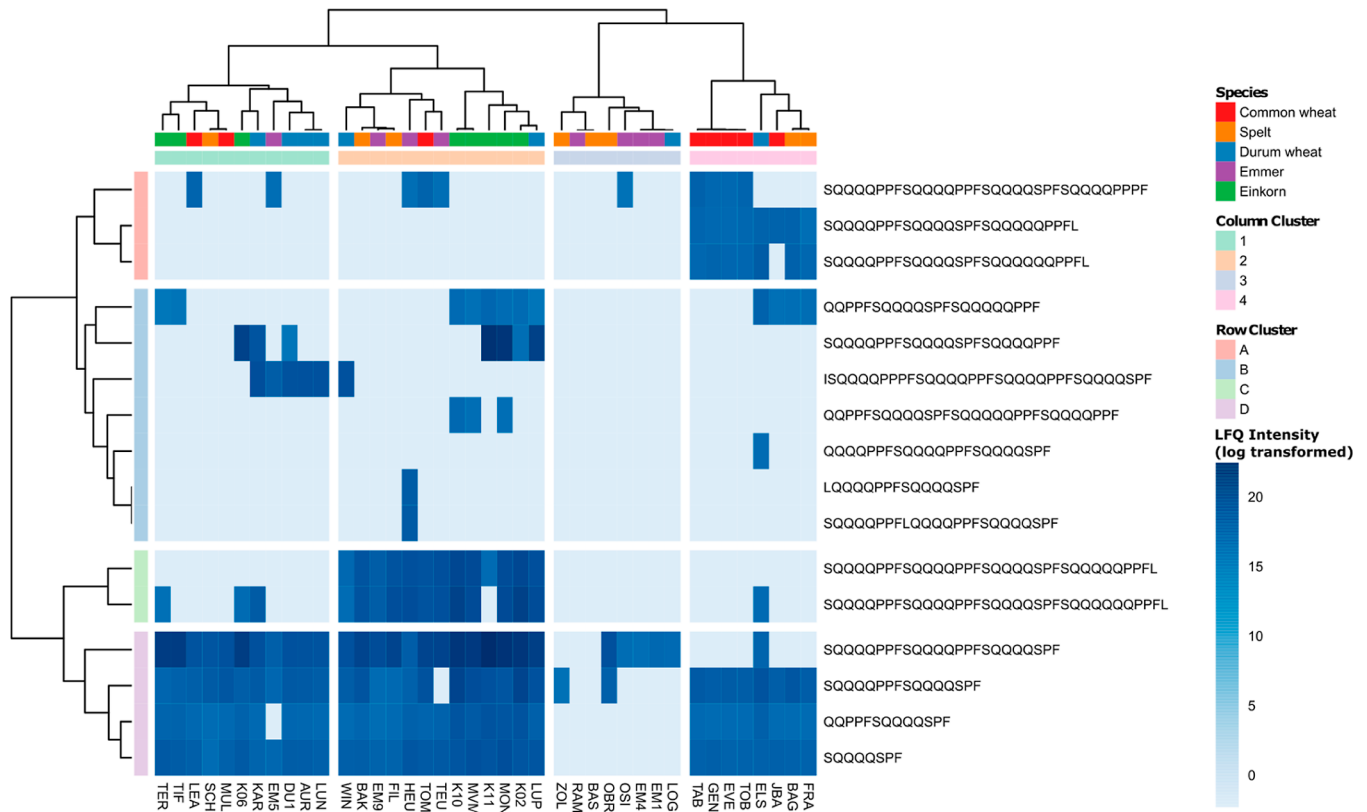 Species
Common wheat
Spelt
Durum wheat
Emmer
Einkorn
Column Cluster
1
2
3
4
Row Cluster
A
B
C
D
LFQ Intensity
(log transformed)
20
15
10
5
0
SQQQQPPFSQQQQPPFSQQQQSPFSQQQQPPPF
SQQQQPPFSQQQQSPFSQQQQQPPFL
SQQQQPPFSQQQQSPFSQQQQQQPPFL
QQPPFSQQQQSPFSQQQQQPPF
SQQQQPPFSQQQQSPFSQQQQPPF
ISQQQQPPPFSQQQQPPFSQQQQPPFSQQQQSPF
QQPPFSQQQQSPFSQQQQQPPFSQQQQPPF
QQQQPPFSQQQQPPFSQQQQSPF
LQQQQPPFSQQQQSPF
SQQQQPPFLQQQQPPFSQQQQSPF
SQQQQPPFSQQQQPPFSQQQQSPFSQQQQQPPFL
SQQQQPPFSQQQQPPFSQQQQSPFSQQQQQQPPFL
SQQQQPPFSQQQQPPFSQQQQSPF
SQQQQPPFSQQQQSPF
QQPPFSQQQQSPF
SQQQQSPF
TER TIF LEA SCH MUL K06 KAR EM5 DU1 AUR LUN WIN BAK EM9 FIL HEU TOM TEU K10 MVM K11 MON K02 LUP ZOL RAM BAS OBR OSI EM4 EM1 LOG TAB GEN EVE TOB ELS JBA BAG FRA